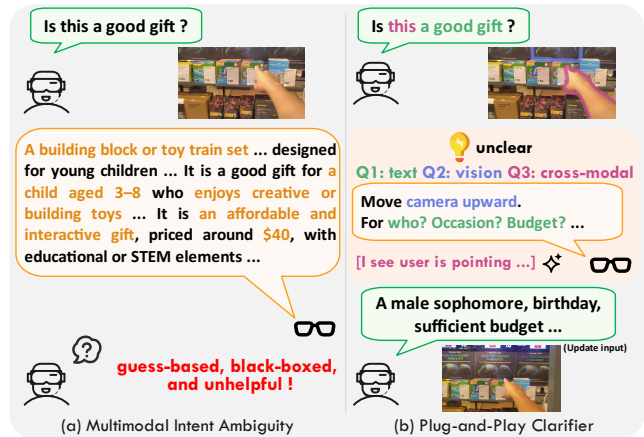 Is this a good gift ?
A building block or toy train set ... designed
for young children ... It is a good gift for a
child aged 3–8 who enjoys creative or
building toys ... It is an affordable and
interactive gift, priced around $40, with
educational or STEM elements ...
?
guess-based, black-boxed,
and unhelpful !
(a) Multimodal Intent Ambiguity
Is this a good gift ?
unclear
Q1: text Q2: vision Q3: cross-modal
Move camera upward.
For who? Occasion? Budget? ...
[I see user is pointing ...]
A male sophomore, birthday,
sufficient budget ...
(Update input)
(b) Plug-and-Play Clarifier